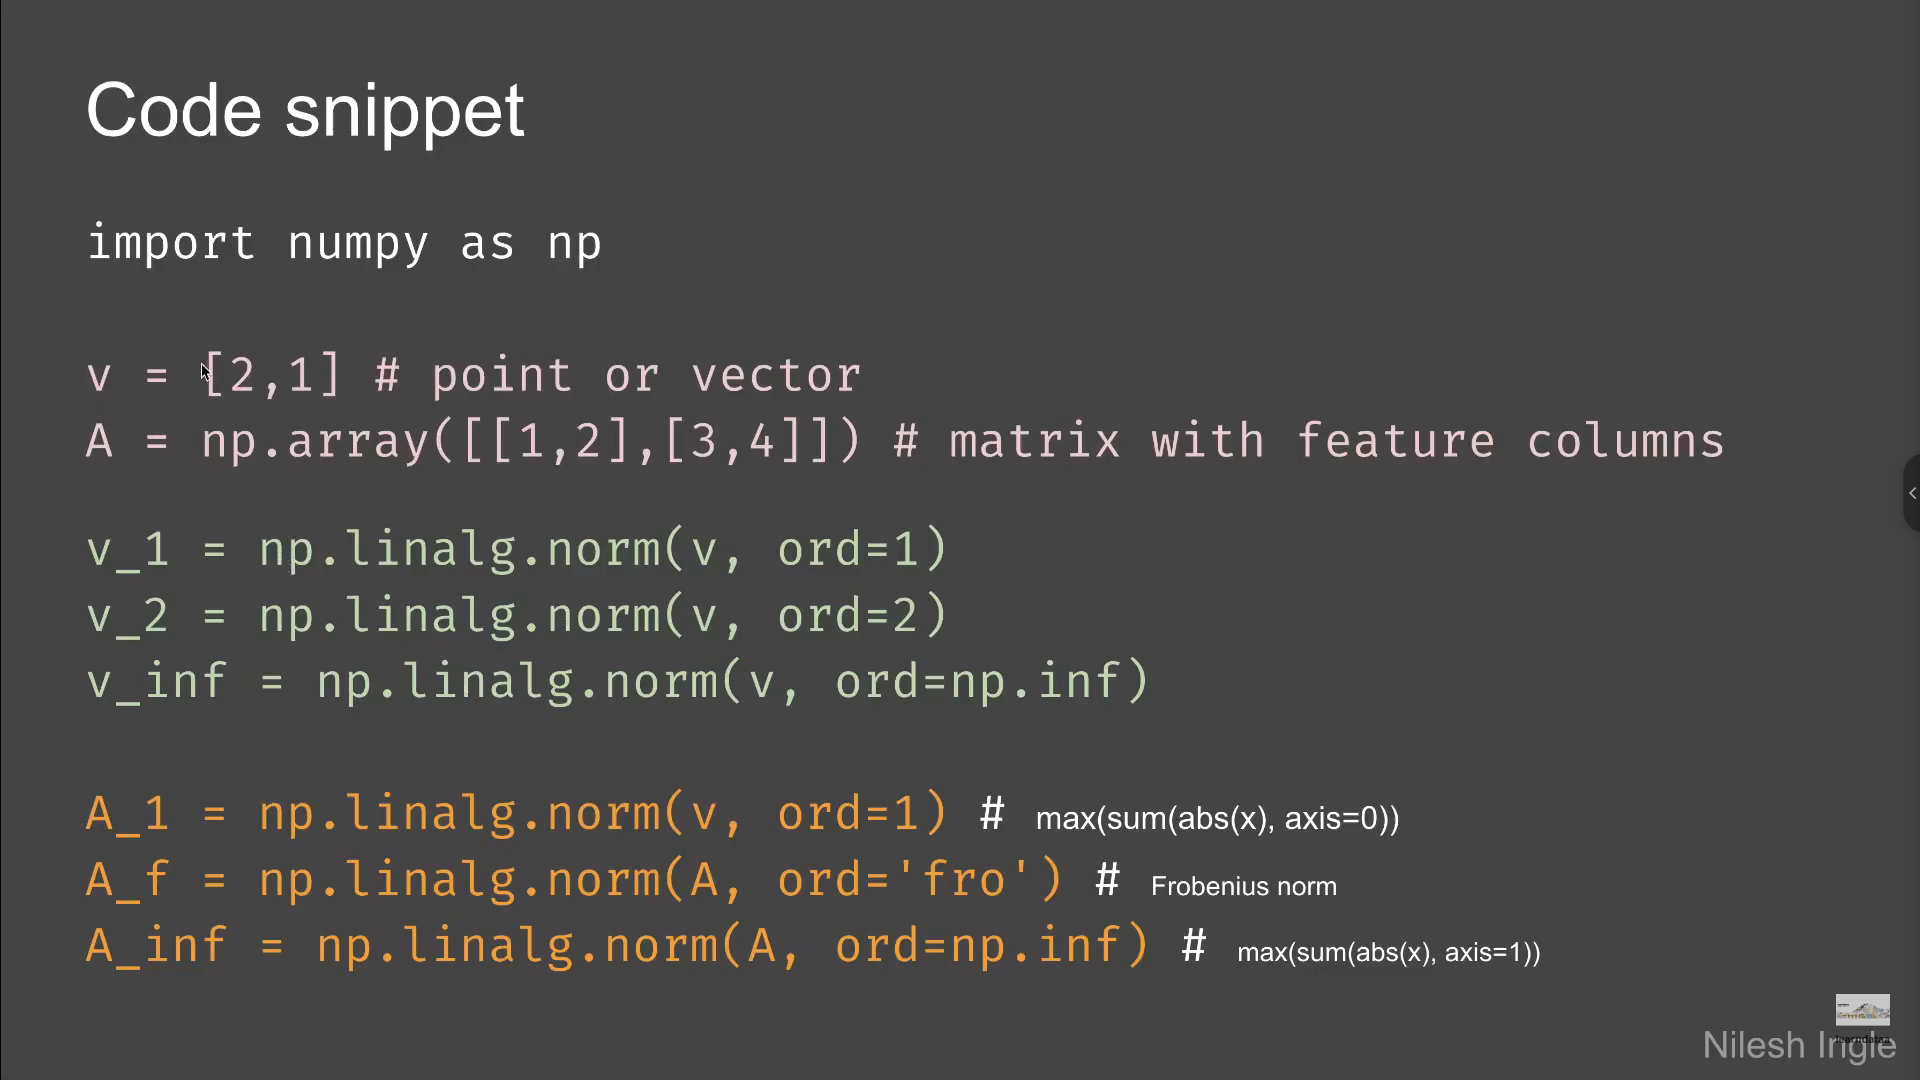 Code snippet
import numpy as np
v = [2,1] # point or vector
A = np.array([[1,2],[3,4]]) # matrix with feature columns
v_1 = np.linalg.norm(v, ord=1)
v_2 = np.linalg.norm(v, ord=2)
v_inf = np.linalg.norm(v, ord=np.inf)
A_1 = np.linalg.norm(v, ord=1) # max(sum(abs(x), axis=0))
A_f = np.linalg.norm(A, ord='fro') # Frobenius norm
A_inf = np.linalg.norm(A, ord=np.inf) # max(sum(abs(x), axis=1))
Nilesh Ingle